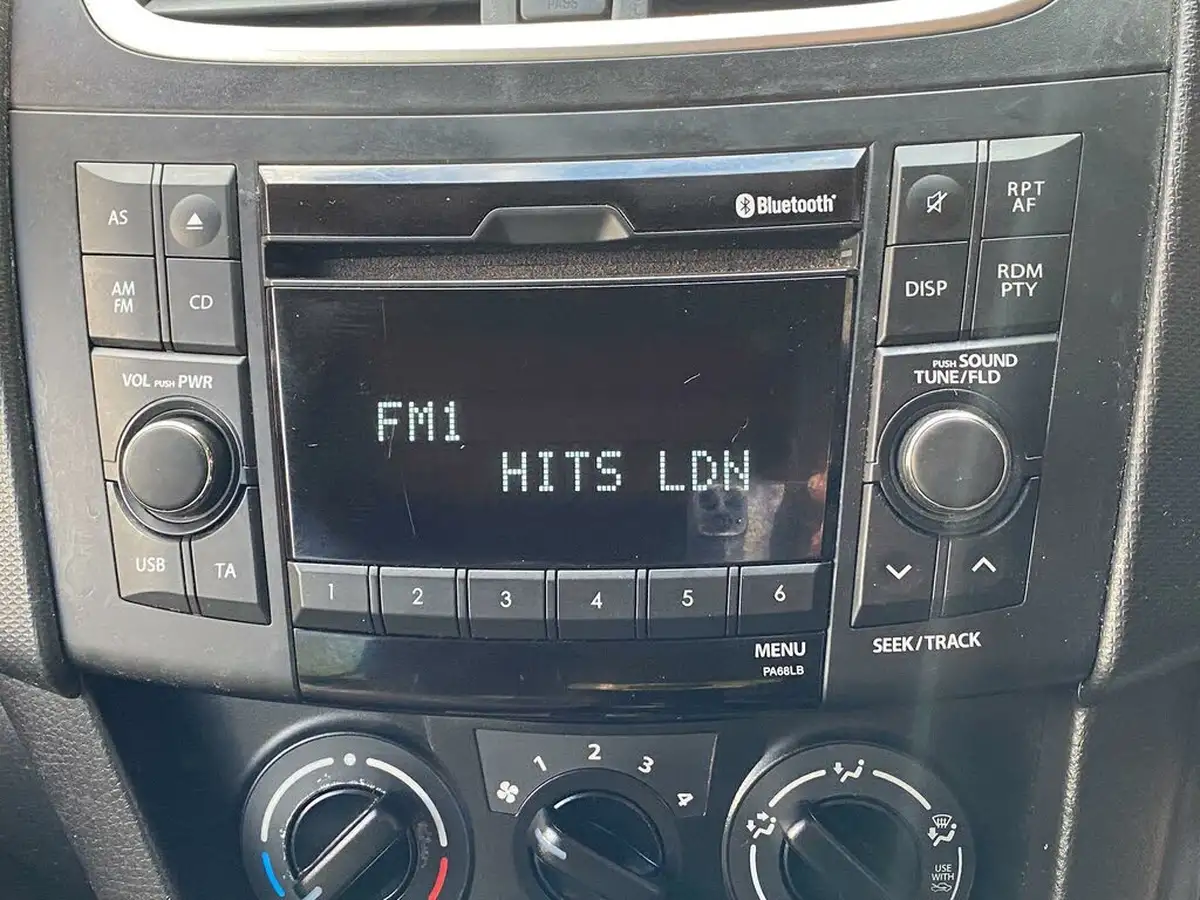 PASS
Bluetooth
AS
AM
FM
CD
RPT
AF
DISP
RDM
PTY
VOL PUSH PWR
PUSH SOUND
TUNE/FLD
FM1
HITS LDN
USB
TA
1
2
3
4
5
6
MENU
PA68LB
SEEK/TRACK
1
2
3
4
USE
WITH